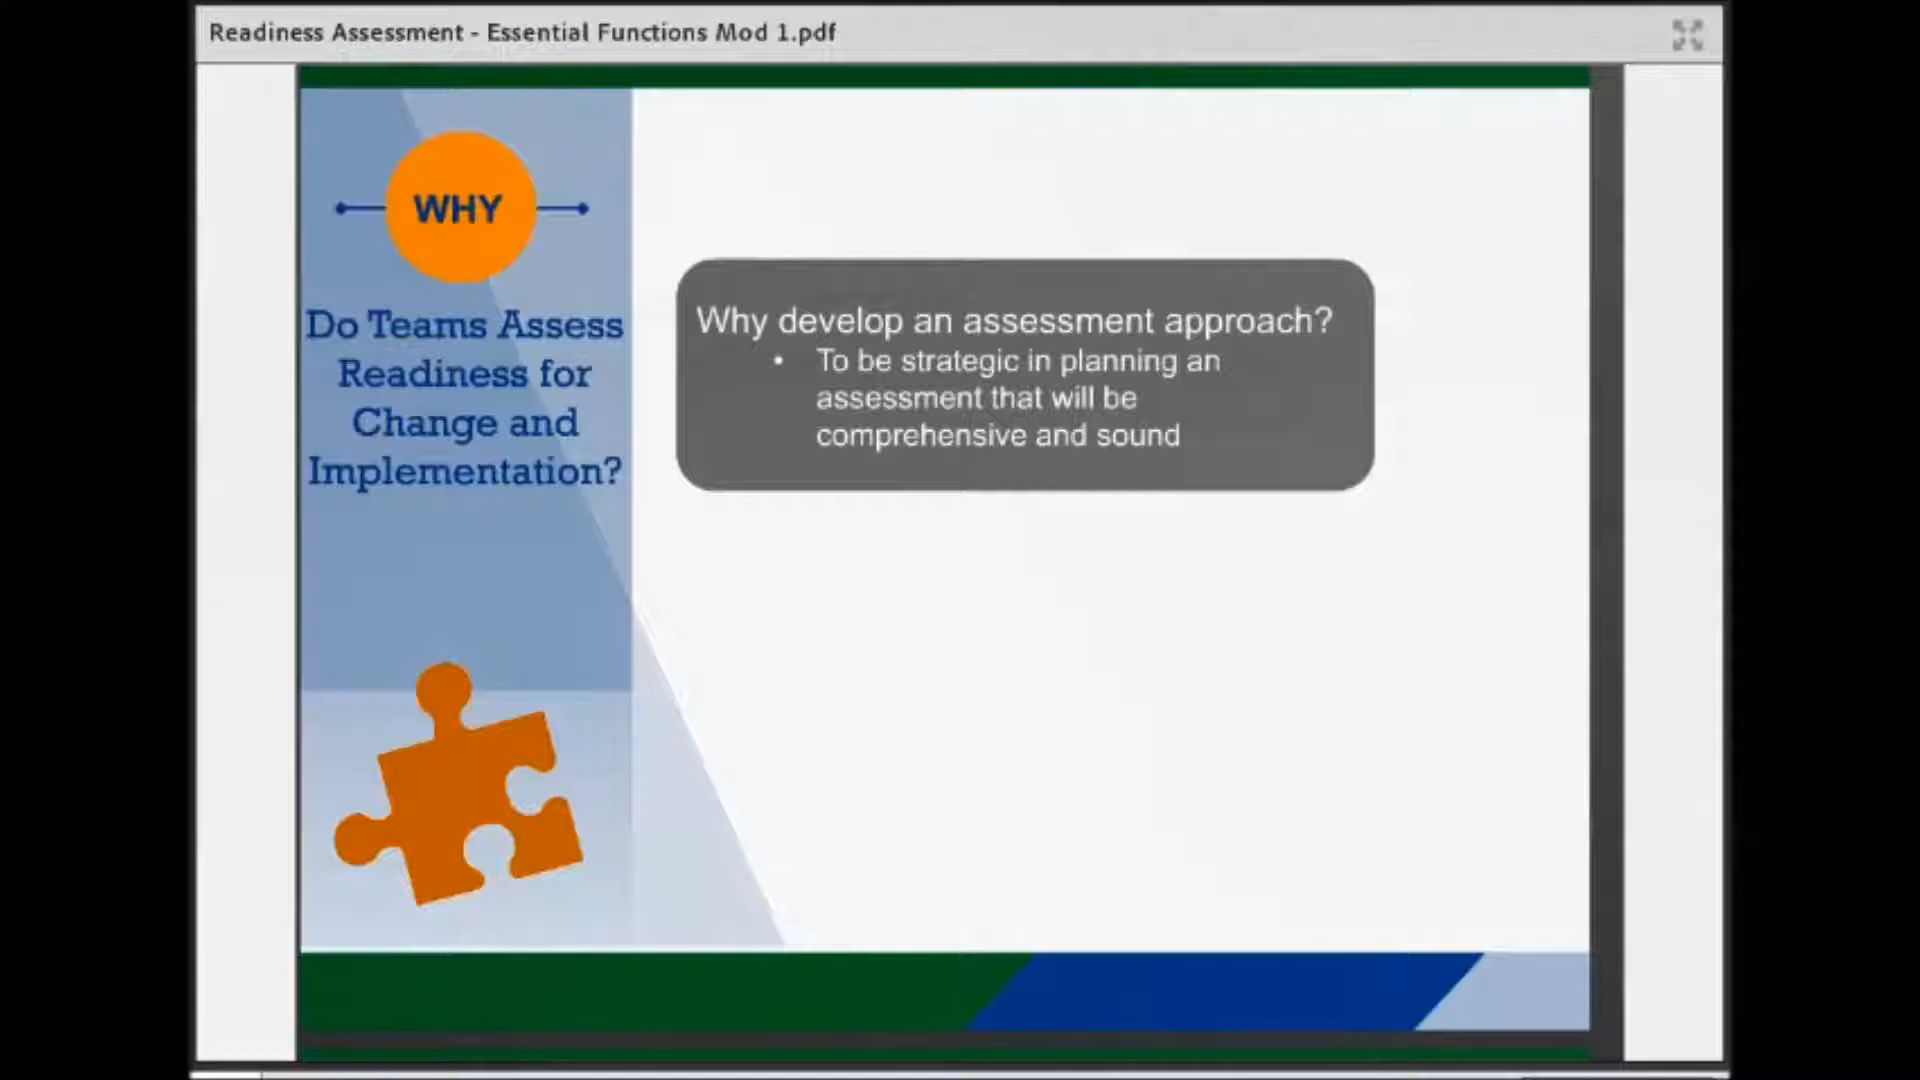 Readiness Assessment - Essential Functions Mod 1.pdf
WHY
Do Teams Assess
Readiness for
Change and
Implementation?
Why develop an assessment approach?
• To be strategic in planning an
assessment that will be
comprehensive and sound